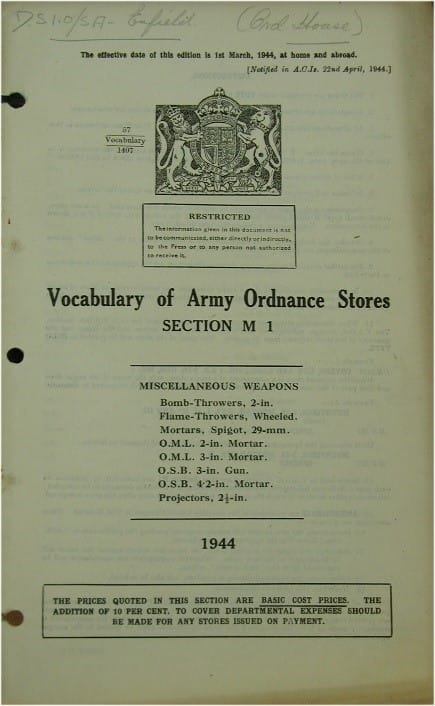 D.S.I.O/S.A- Enfield (Ord House)
The effective date of this edition is 1st March, 1944, at home and abroad.
[Notified in A.C.Is. 22nd April, 1944.]
57
Vocabulary
1497
RESTRICTED
The information given in this document is not
to be communicated, either directly or indirectly,
to the Press or to any person not authorized
to receive it.
Vocabulary of Army Ordnance Stores
SECTION M 1
MISCELLANEOUS WEAPONS
Bomb-Throwers, 2-in.
Flame-Throwers, Wheeled.
Mortars, Spigot, 29-mm.
O.M.L. 2-in. Mortar.
O.M.L. 3-in. Mortar.
O.S.B. 3-in. Gun.
O.S.B. 4·2-in. Mortar.
Projectors, 2½-in.
1944
THE PRICES QUOTED IN THIS SECTION ARE BASIC COST PRICES. THE
ADDITION OF 10 PER CENT. TO COVER DEPARTMENTAL EXPENSES SHOULD
BE MADE FOR ANY STORES ISSUED ON PAYMENT.